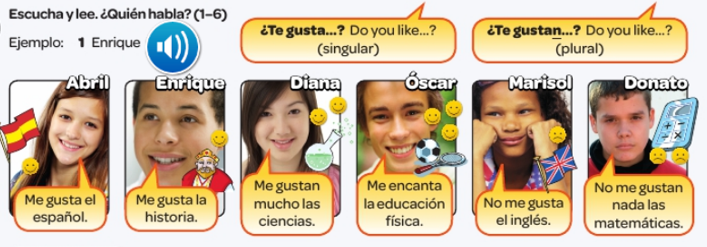 Escucha y lee. ¿Quién habla? (1–6)
Ejemplo: 1 Enrique
¿Te gusta...? Do you like...?
(singular)
¿Te gustan...? Do you like...?
(plural)
Abril
Enrique
Diana
Óscar
Marisol
Donato
Me gusta el
español.
Me gusta la
historia.
Me gustan
mucho las
ciencias.
Me encanta
la educación
física.
No me gusta
el inglés.
No me gustan
nada las
matemáticas.